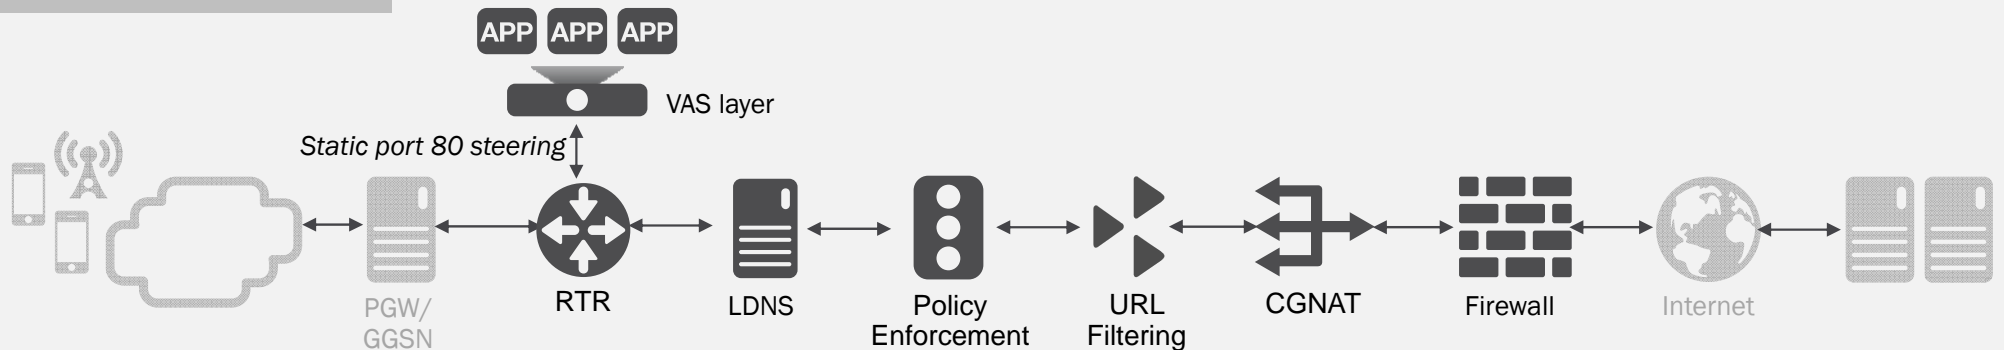 APP APP APP
VAS layer
Static port 80 steering
PGW/
GGSN
RTR
LDNS
Policy
Enforcement
URL
Filtering
CGNAT
Firewall
Internet